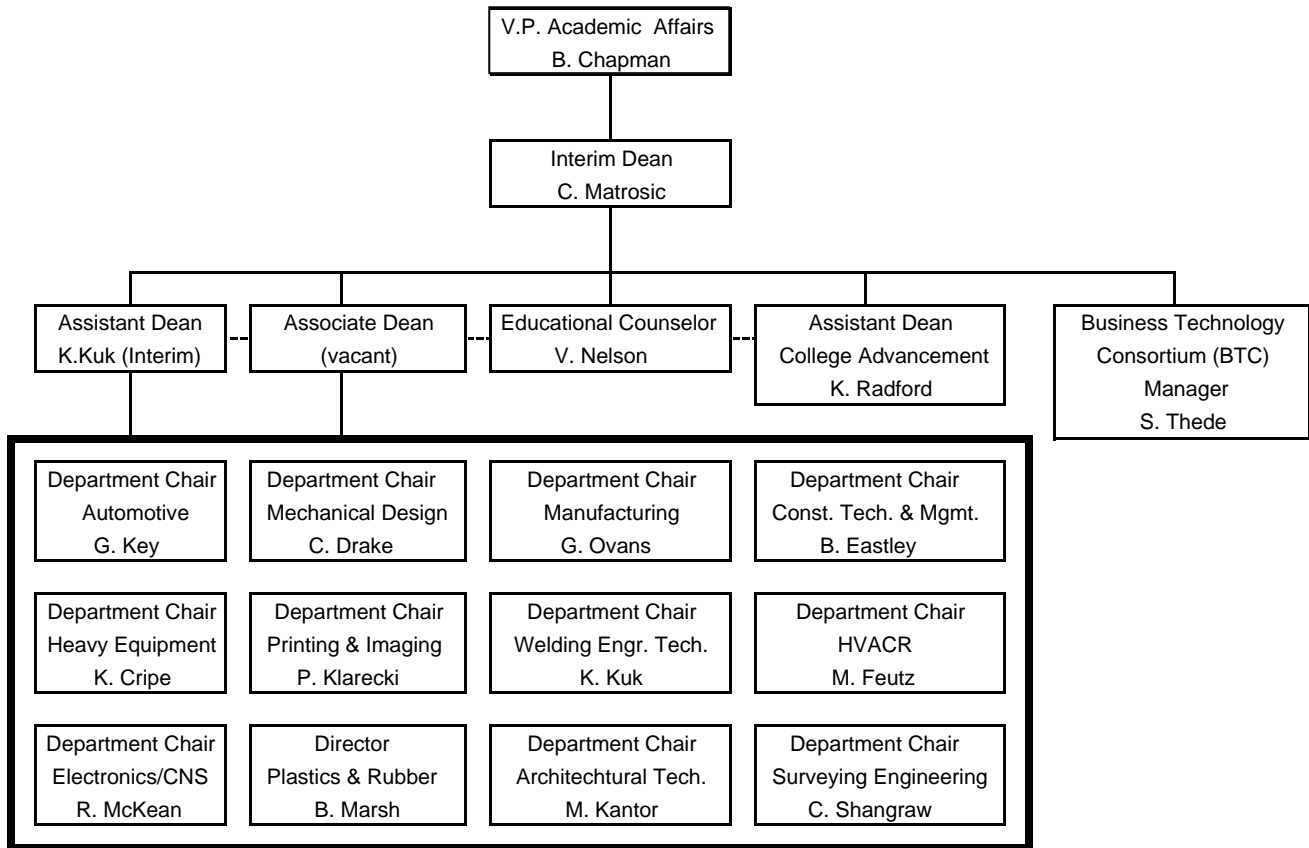 V.P. Academic Affairs
B. Chapman
Interim Dean
C. Matrosic
Assistant Dean
K.Kuk (Interim)
Associate Dean
(vacant)
Educational Counselor
V. Nelson
Assistant Dean
College Advancement
K. Radford
Business Technology
Consortium (BTC)
Manager
S. Thede
Department Chair
Automotive
G. Key
Department Chair
Mechanical Design
C. Drake
Department Chair
Manufacturing
G. Ovans
Department Chair
Const. Tech. & Mgmt.
B. Eastley
Department Chair
Heavy Equipment
K. Cripe
Department Chair
Printing & Imaging
P. Klarecki
Department Chair
Welding Engr. Tech.
K. Kuk
Department Chair
HVACR
M. Feutz
Department Chair
Electronics/CNS
R. McKean
Director
Plastics & Rubber
B. Marsh
Department Chair
Architechtural Tech.
M. Kantor
Department Chair
Surveying Engineering
C. Shangraw